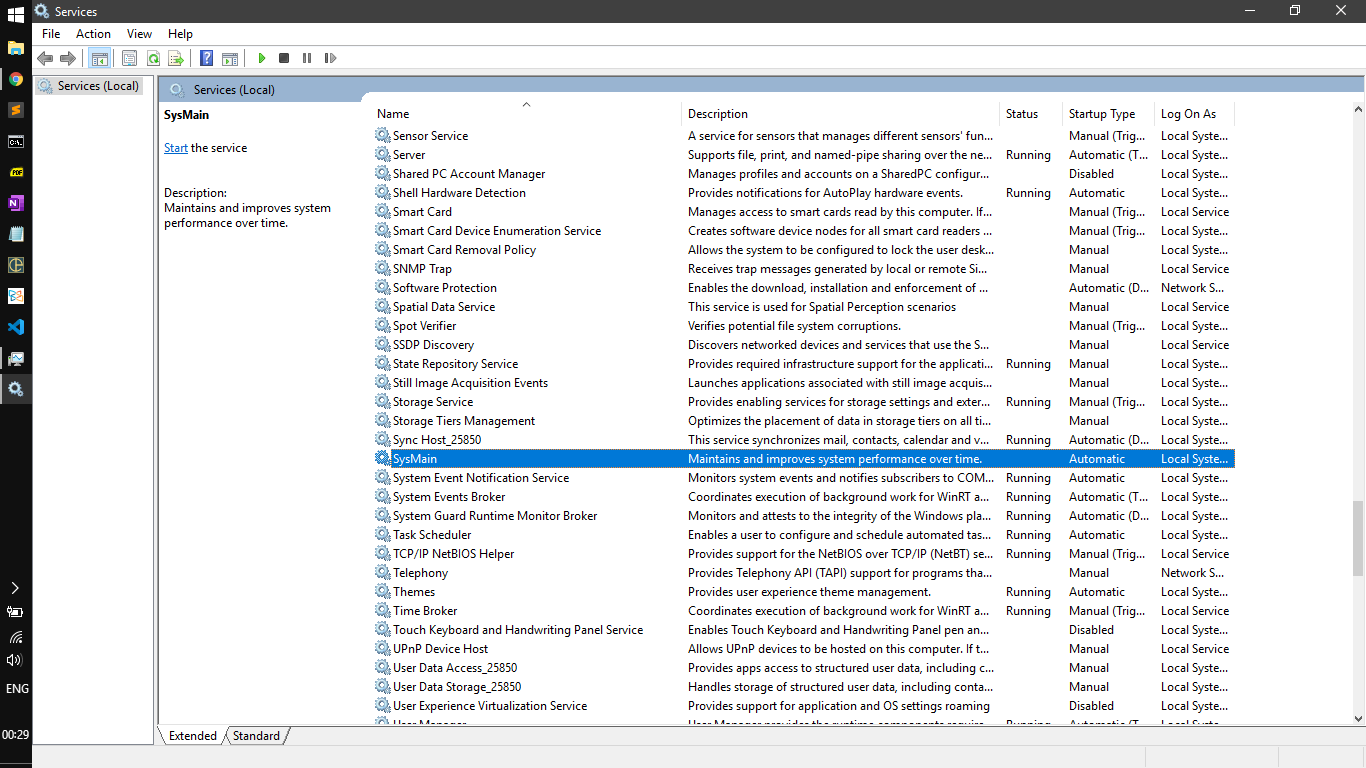 Services
File Action View Help
Services (Local)
Services (Local)
SysMain
Start the service
Description:
Maintains and improves system
performance over time.
Name Description Status Startup Type Log On As
Sensor Service A service for sensors that manages different sensors' fun... Manual (Trig... Local Syste...
Server Supports file, print, and named-pipe sharing over the ne... Running Automatic (T... Local Syste...
Shared PC Account Manager Manages profiles and accounts on a SharedPC configur... Disabled Local Syste...
Shell Hardware Detection Provides notifications for AutoPlay hardware events. Running Automatic Local Syste...
Smart Card Manages access to smart cards read by this computer. If... Manual (Trig... Local Service
Smart Card Device Enumeration Service Creates software device nodes for all smart card readers ... Manual (Trig... Local Syste...
Smart Card Removal Policy Allows the system to be configured to lock the user desk... Manual Local Syste...
SNMP Trap Receives trap messages generated by local or remote Si... Manual Local Service
Software Protection Enables the download, installation and enforcement of ... Automatic (D... Network S...
Spatial Data Service This service is used for Spatial Perception scenarios Manual Local Service
Spot Verifier Verifies potential file system corruptions. Manual (Trig... Local Syste...
SSDP Discovery Discovers networked devices and services that use the S... Manual Local Service
State Repository Service Provides required infrastructure support for the applicati... Running Manual Local Syste...
Still Image Acquisition Events Launches applications associated with still image acquis... Manual Local Syste...
Storage Service Provides enabling services for storage settings and exter... Running Manual (Trig... Local Syste...
Storage Tiers Management Optimizes the placement of data in storage tiers on all ti... Manual Local Syste...
Sync Host_25850 This service synchronizes mail, contacts, calendar and v... Running Automatic (D... Local Syste...
SysMain Maintains and improves system performance over time. Automatic Local Syste...
System Event Notification Service Monitors system events and notifies subscribers to COM... Running Automatic Local Syste...
System Events Broker Coordinates execution of background work for WinRT a... Running Automatic (T... Local Syste...
System Guard Runtime Monitor Broker Monitors and attests to the integrity of the Windows pla... Running Automatic (D... Local Syste...
Task Scheduler Enables a user to configure and schedule automated tas... Running Automatic Local Syste...
TCP/IP NetBIOS Helper Provides support for the NetBIOS over TCP/IP (NetBT) se... Running Manual (Trig... Local Service
Telephony Provides Telephony API (TAPI) support for programs tha... Manual Network S...
Themes Provides user experience theme management. Running Automatic Local Syste...
Time Broker Coordinates execution of background work for WinRT a... Running Manual (Trig... Local Service
Touch Keyboard and Handwriting Panel Service Enables Touch Keyboard and Handwriting Panel pen an... Disabled Local Syste...
UPnP Device Host Allows UPnP devices to be hosted on this computer. If t... Manual Local Service
User Data Access_25850 Provides apps access to structured user data, including c... Manual Local Syste...
User Data Storage_25850 Handles storage of structured user data, including conta... Manual Local Syste...
User Experience Virtualization Service Provides support for application and OS settings roaming Disabled Local Syste...
User Manager User Manager provides the runtime components require... Running Automatic (T... Local Syste...
Extended Standard
ENG
00:29